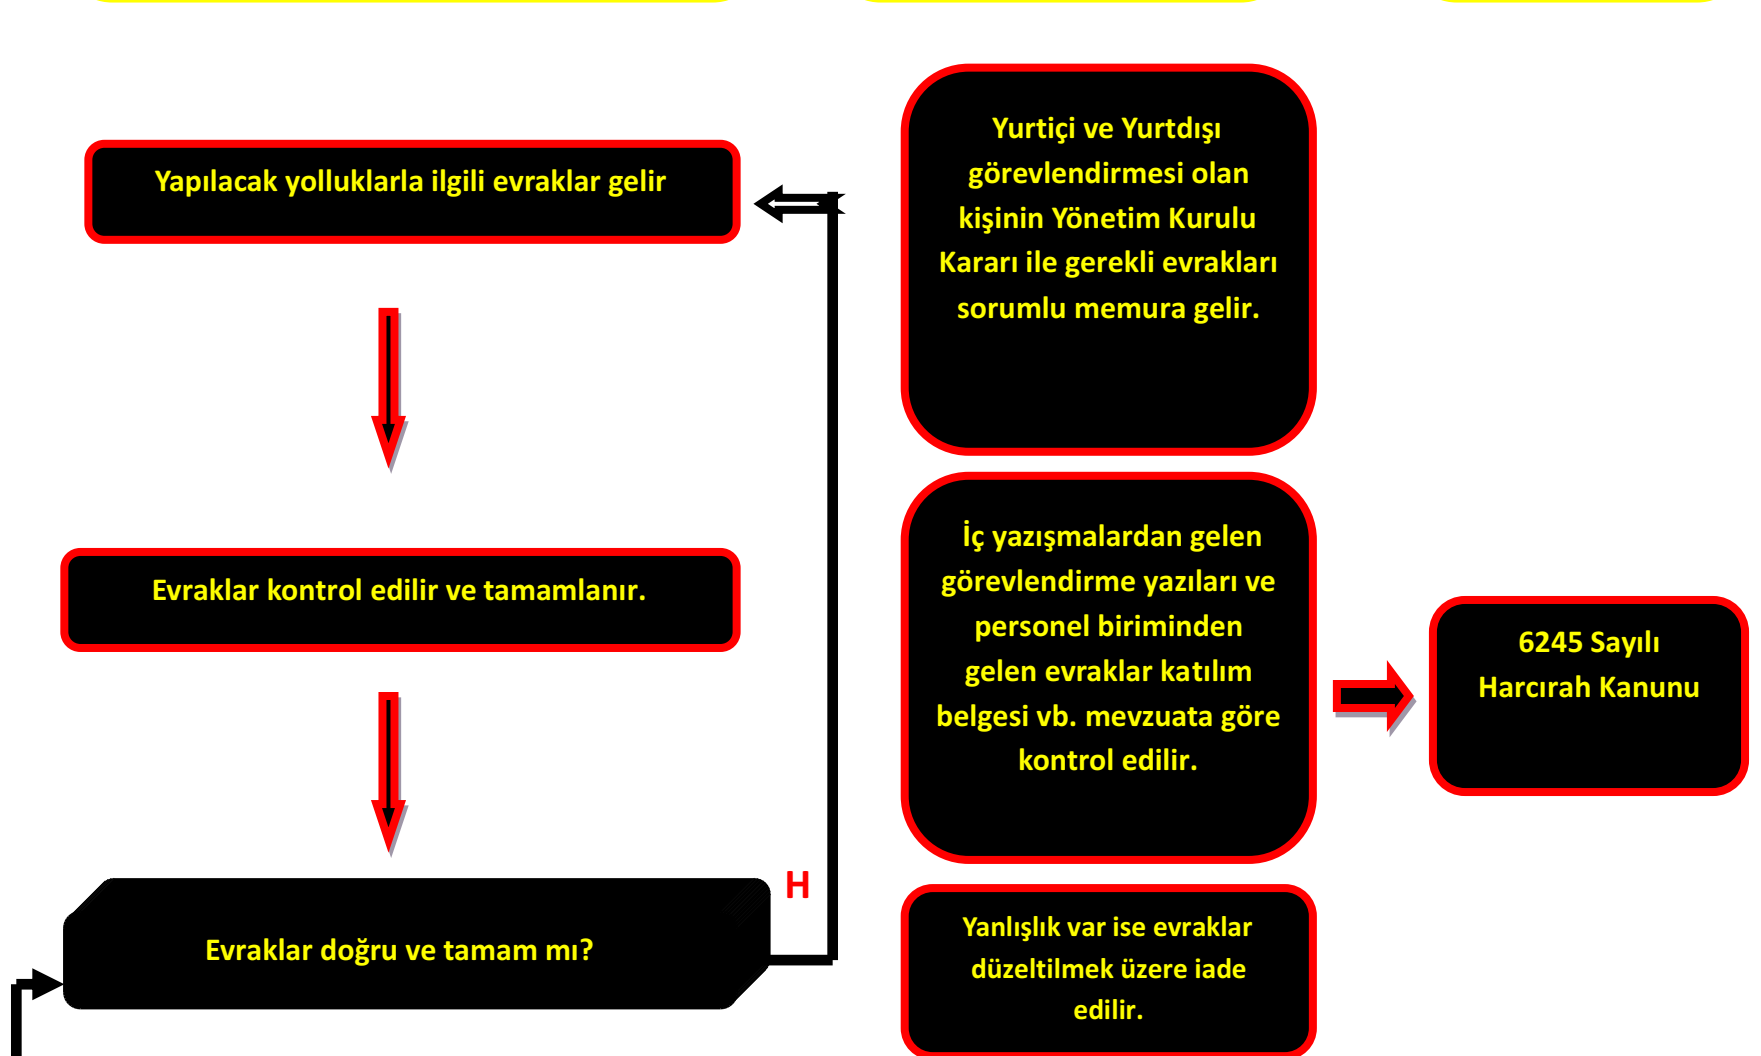 Yapılacak yolluklarla ilgili evraklar gelir
Yurtiçi ve Yurtdışı
görevlendirmesi olan
kişinin Yönetim Kurulu
Kararı ile gerekli evrakları
sorumlu memura gelir.
Evraklar kontrol edilir ve tamamlanır.
İç yazışmalardan gelen
görevlendirme yazıları ve
personel biriminden
gelen evraklar katılım
belgesi vb. mevzuata göre
kontrol edilir.
6245 Sayılı
Harcırah Kanunu
H
Evraklar doğru ve tamam mı?
Yanlışlık var ise evraklar
düzeltilmek üzere iade
edilir.